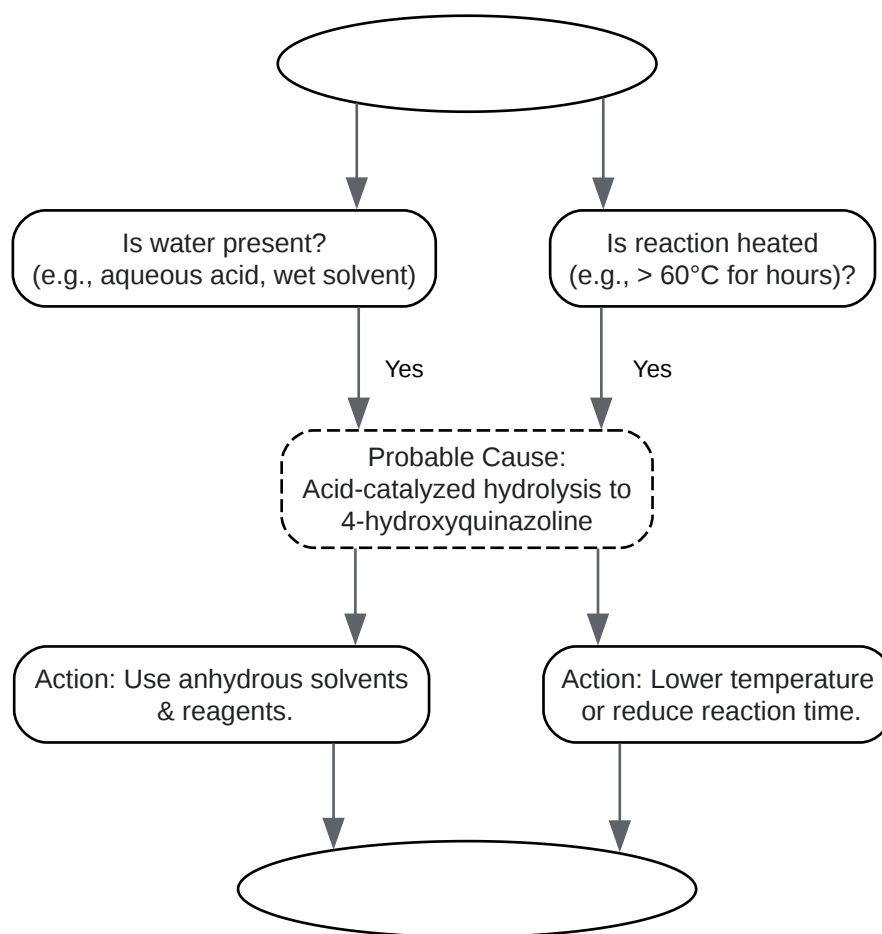 Is water present?
(e.g., aqueous acid, wet solvent)
Is reaction heated
(e.g., > 60°C for hours)?
Yes
Yes
Probable Cause:
Acid-catalyzed hydrolysis to
4-hydroxyquinazoline
Action: Use anhydrous solvents
& reagents.
Action: Lower temperature
or reduce reaction time.